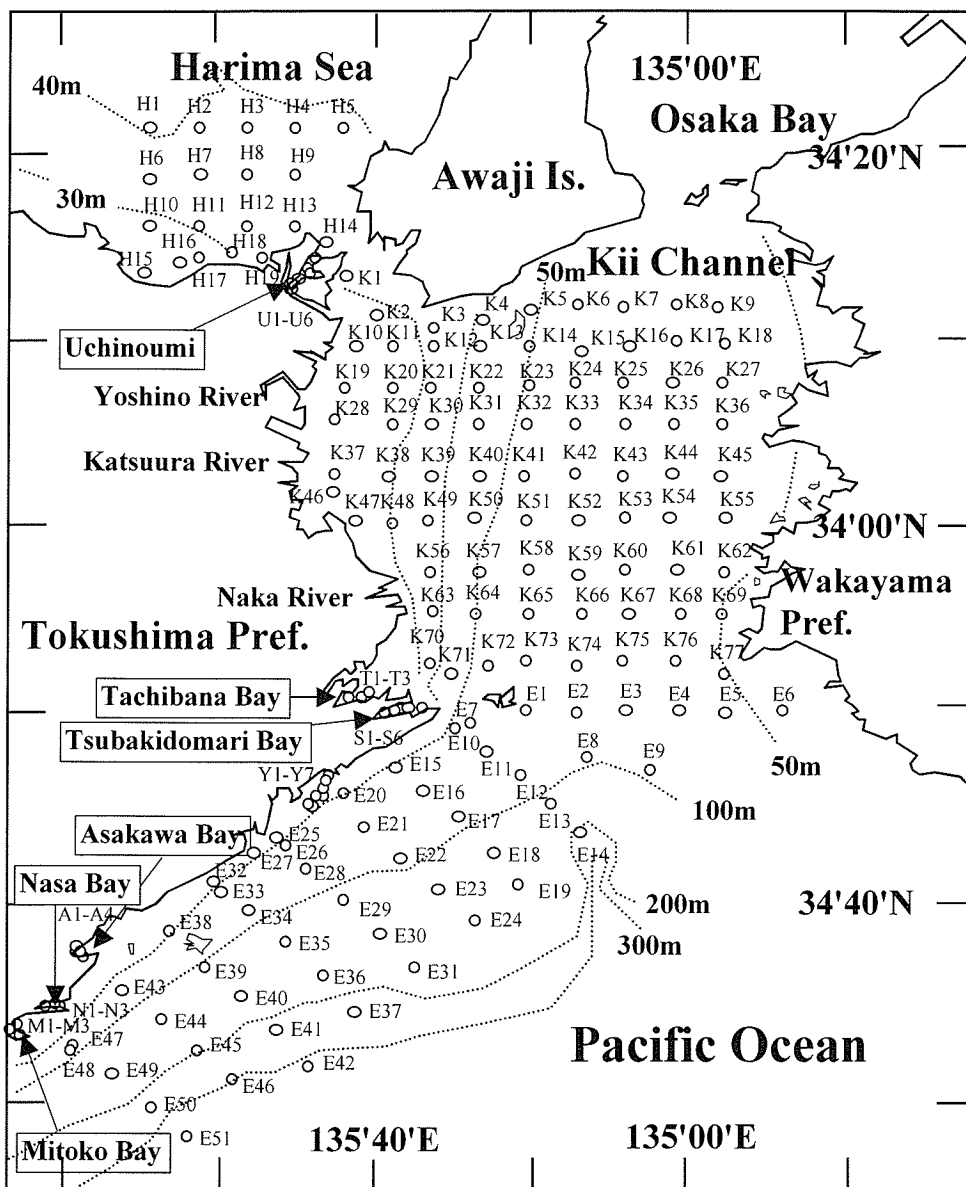 Harima Sea
135'00'E
40m
H1 H2 H3 H4 H5
Osaka Bay
34'20'N
H6 H7 H8 H9
Awaji Is.
30m
H10 H11 H12 H13
H14
H15 H16 H17 H18 H19
K1
50m
Kii Channel
U1-U6
K2 K3 K4 K5 K6 K7 K8 K9
Uchinoumi
K10 K11 K12 K13 K14 K15 K16 K17 K18
Yoshino River
K19 K20 K21 K22 K23 K24 K25 K26 K27
K28 K29 K30 K31 K32 K33 K34 K35 K36
Katsuura River
K37 K38 K39 K40 K41 K42 K43 K44 K45
K46 K47 K48 K49 K50 K51 K52 K53 K54 K55
34'00'N
K56 K57 K58 K59 K60 K61 K62
Wakayama
Pref.
Naka River
K63 K64 K65 K66 K67 K68 K69
Tokushima Pref.
K70 K71 K72 K73 K74 K75 K76 K77
Tachibana Bay
T1-T3
E1 E2 E3 E4 E5 E6
Tsubakidomari Bay
S1-S6
E7
E10
E8
E9
50m
Y1-Y7
E15
E11
100m
E20
E16
E12
Asakawa Bay
E25
E21
E17
E13
E26
Nasa Bay
E27
E22
E18
E14
E32
E28
A1-A4
E33
E23
E19
200m
34'40'N
E38
E34
E29
E24
300m
E35
E30
E39
E36
E31
E43
E40
N1-N3
E37
M1-M3
E44
E41
Pacific Ocean
E47
E45
E48
E49
E42
E46
E50
Mitoko Bay
E51
135'40'E
135'00'E